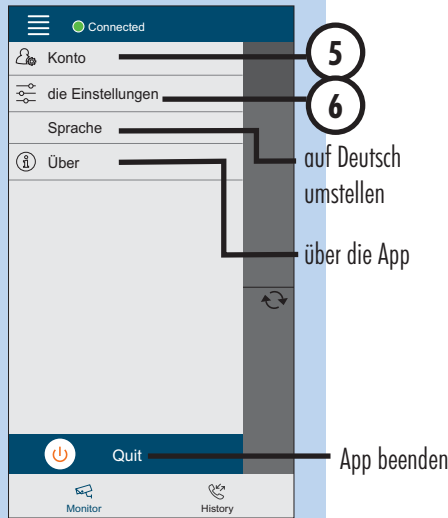 Connected
Konto
5
die Einstellungen
6
Sprache
auf Deutsch
umstellen
Über
über die App
Quit
App beenden
Monitor
History